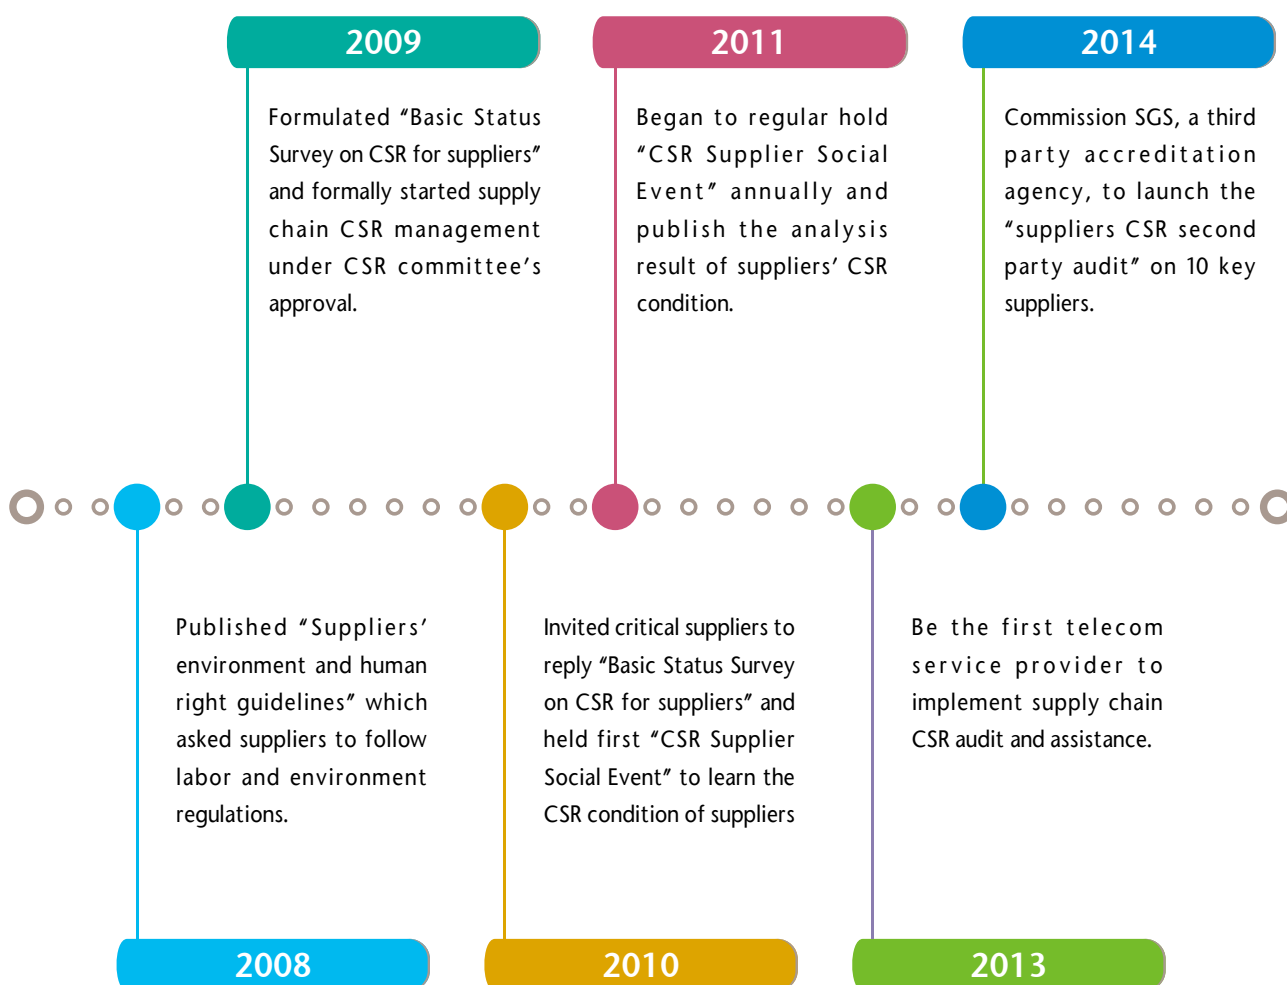 2009
Formulated “Basic Status
Survey on CSR for suppliers”
and formally started supply
chain CSR management
under CSR committee’s
approval.
2011
Began to regular hold
“CSR Supplier Social
Event” annually and
publish the analysis
result of suppliers’ CSR
condition.
2014
Commission SGS, a third
party accreditation
agency, to launch the
“suppliers CSR second
party audit” on 10 key
suppliers.
Published “Suppliers’
environment and human
right guidelines” which
asked suppliers to follow
labor and environment
regulations.
2008
Invited critical suppliers to
reply “Basic Status Survey
on CSR for suppliers” and
held first “CSR Supplier
Social Event” to learn the
CSR condition of suppliers
2010
Be the first telecom
service provider to
implement supply chain
CSR audit and assistance.
2013